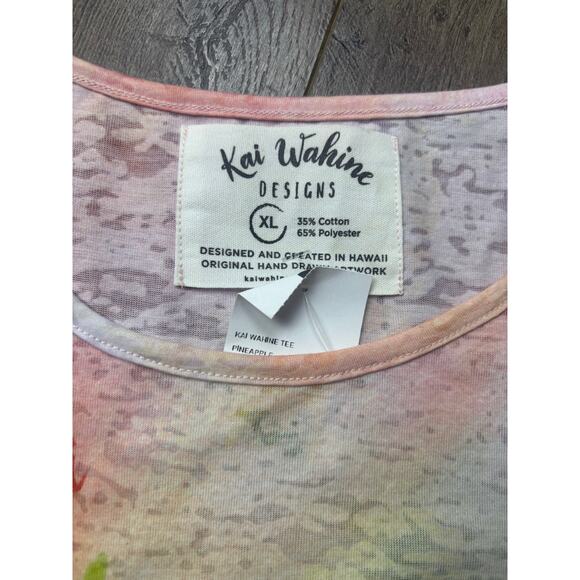 Kai Wahine
DESIGNS
XL
35% Cotton
65% Polyester
DESIGNED AND CREATED IN HAWAII
ORIGINAL HAND DRAWN ARTWORK
KAI WAHINE TEE
PINEAPPLE